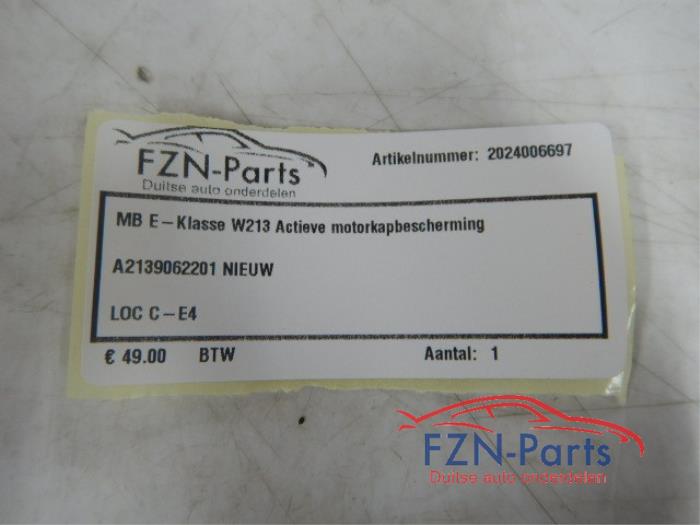 FZN-Parts
Duitse auto onderdelen
Artikelnummer: 2024006697
MB E-Klasse W213 Actieve motorkapbescherming
A2139062201 NIEUW
LOC C-E4
€ 49.00 BTW Aantal: 1
FZN-Parts
Duitse auto onderdelen